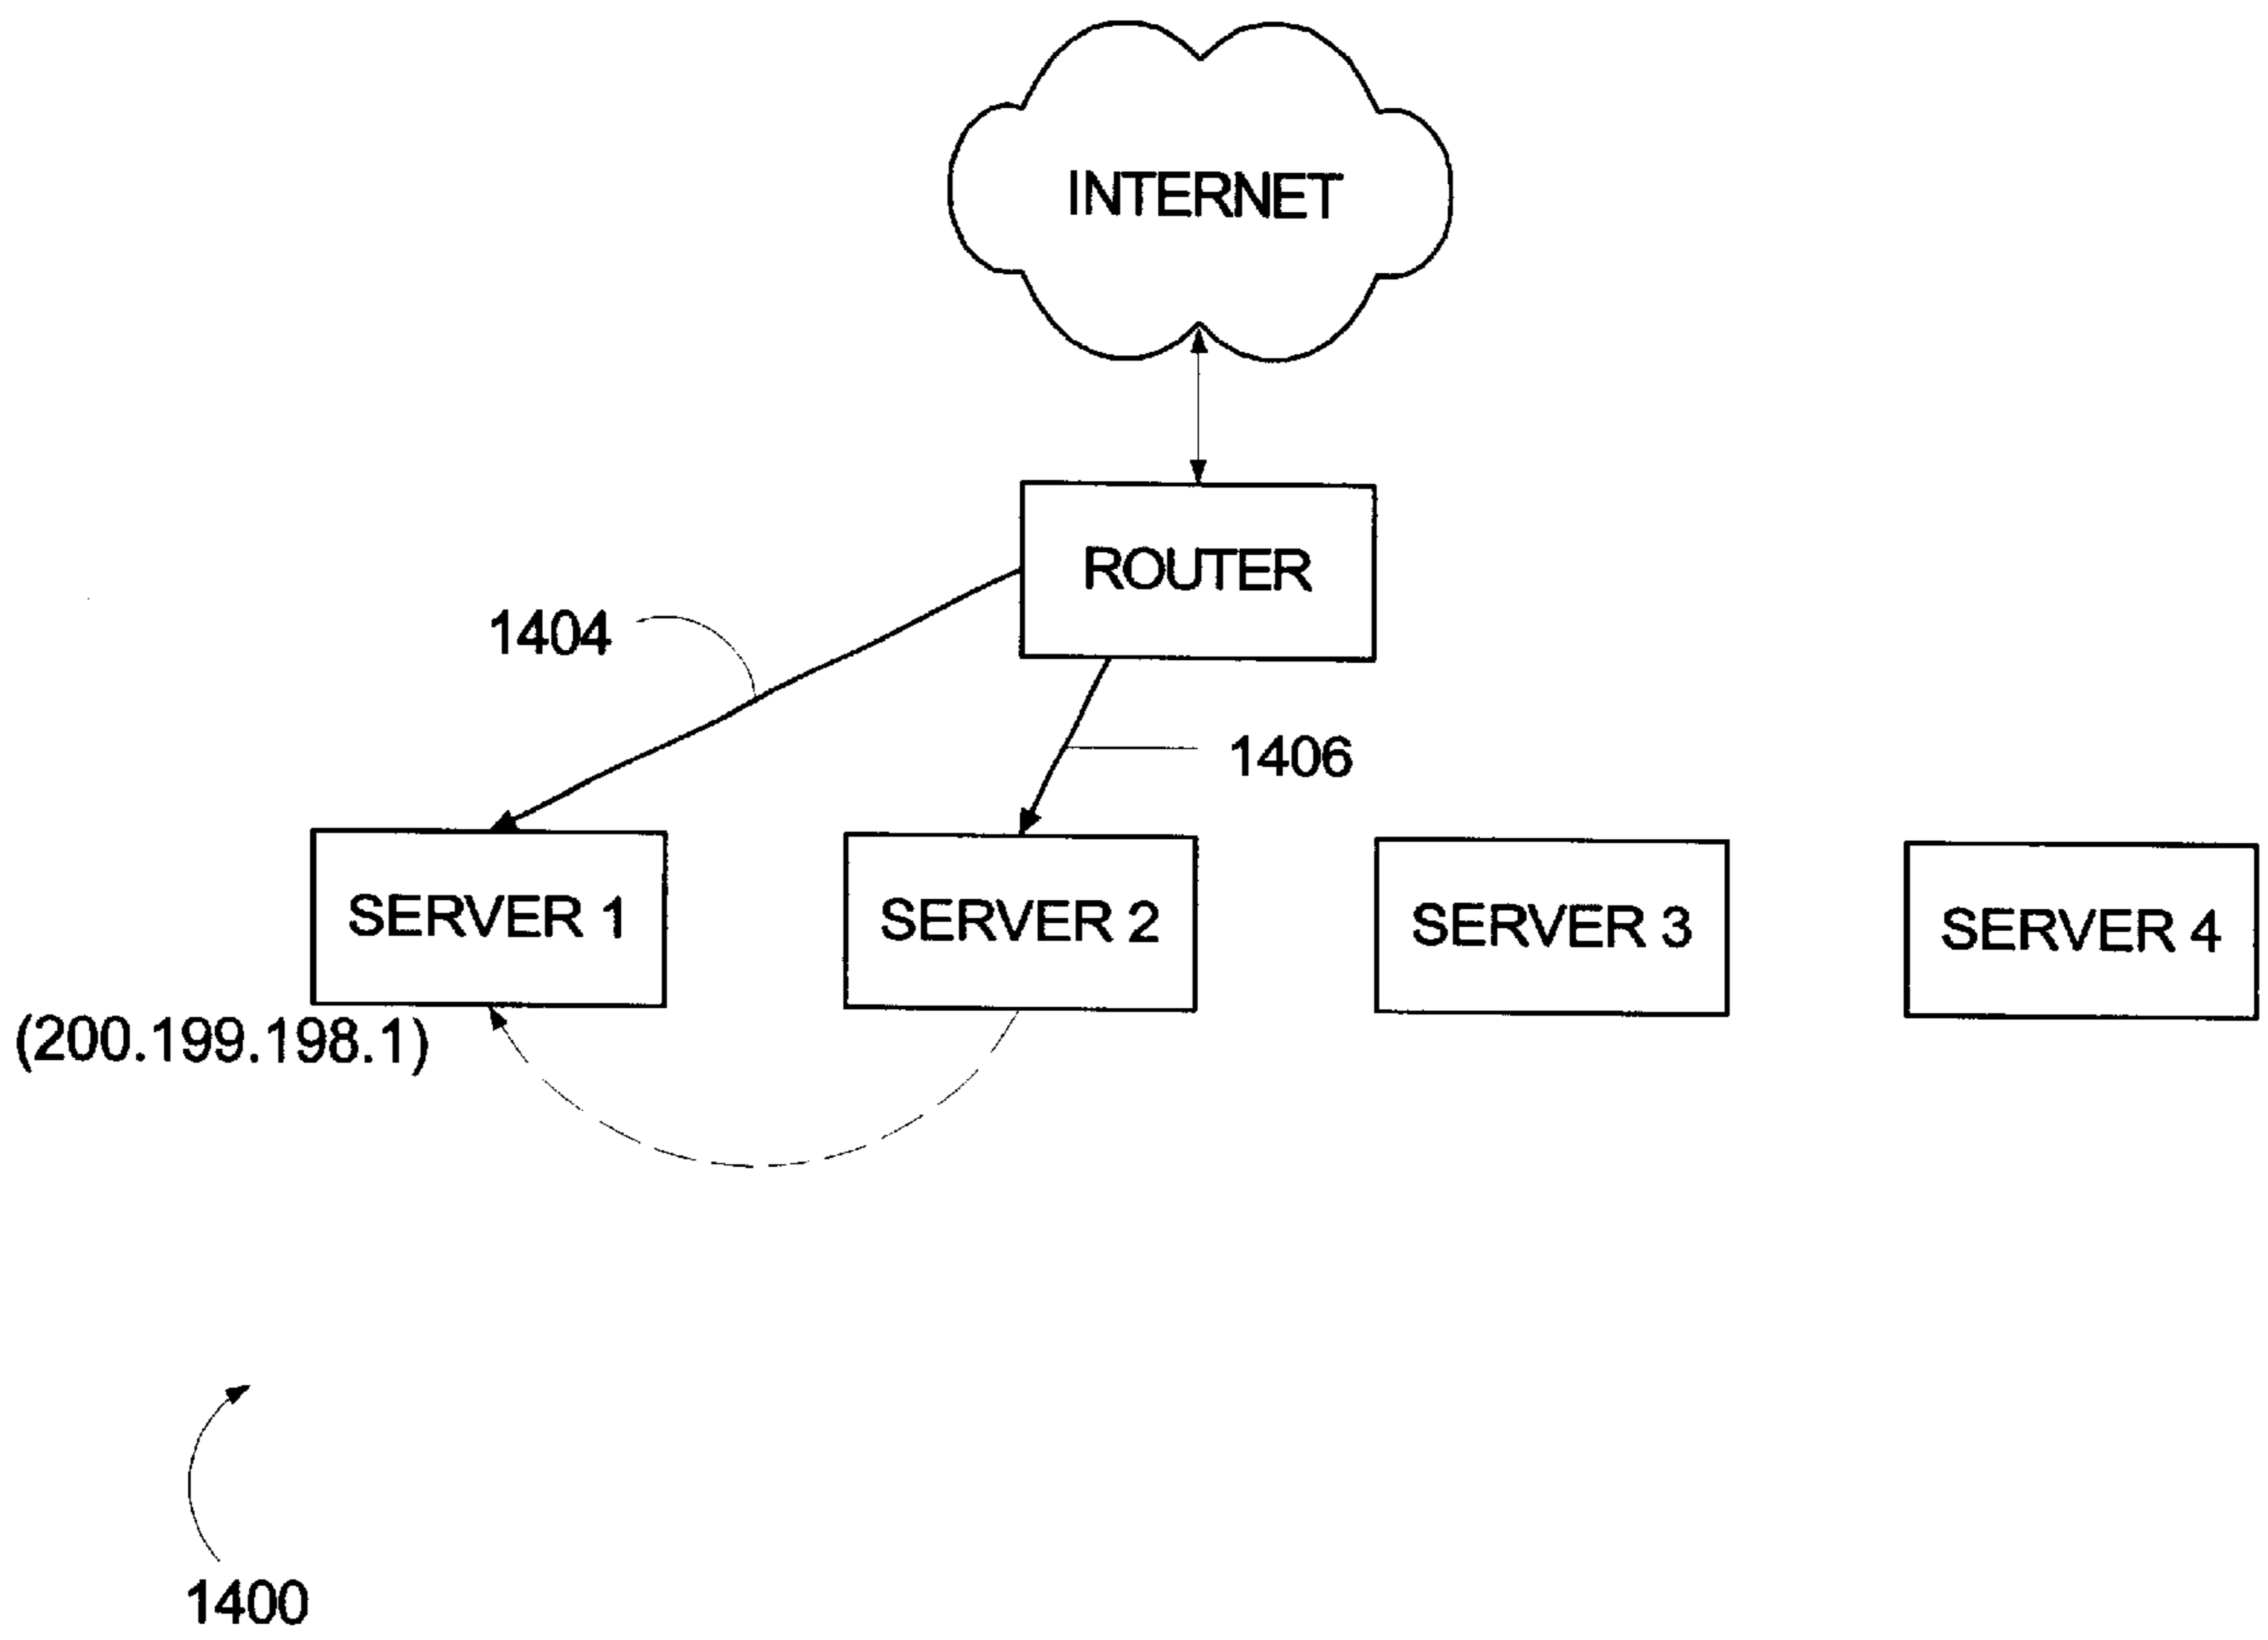 INTERNET
ROUTER
1404
1406
SERVER 1
SERVER 2
SERVER 3
SERVER 4
(200.199.198.1)
1400